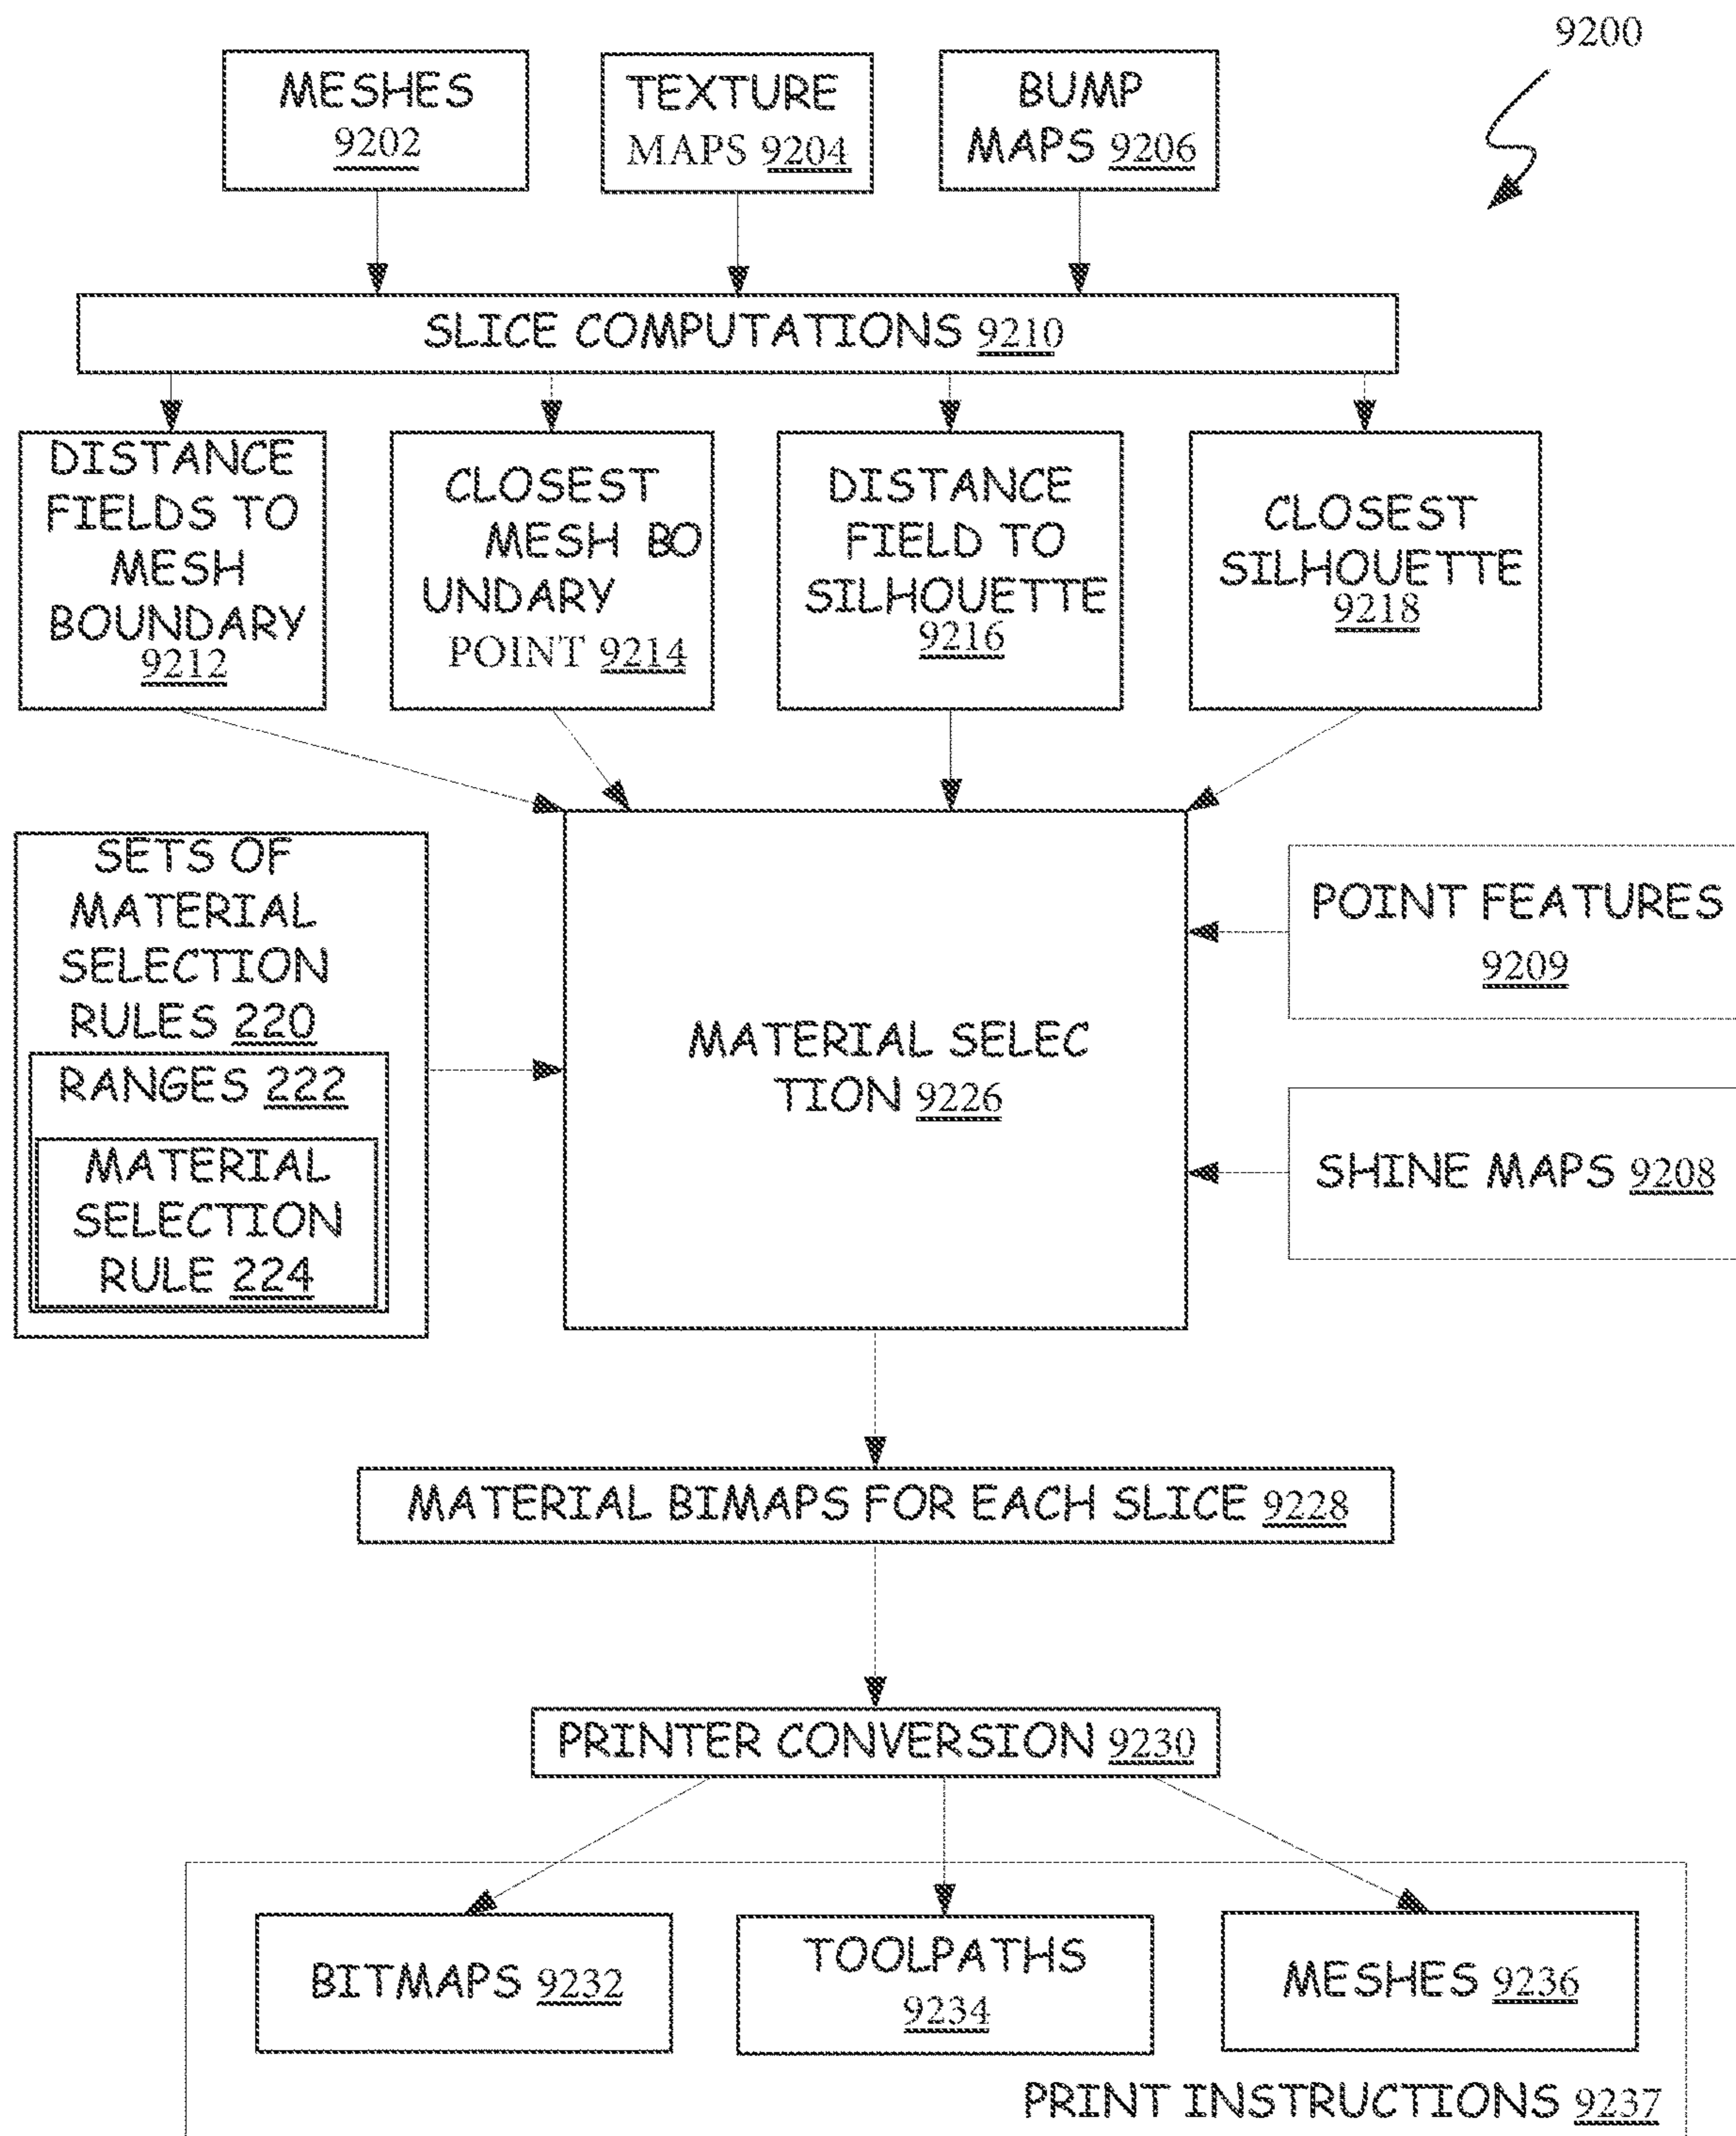 9200
MESHES
9202
TEXTURE
MAPS 9204
BUMP
MAPS 9206
SLICE COMPUTATIONS 9210
DISTANCE
FIELDS TO
MESH
BOUNDARY
9212
CLOSEST
MESH BO
UNDARY
POINT 9214
DISTANCE
FIELD TO
SILHOUETTE
9216
CLOSEST
SILHOUETTE
9218
SETS OF
MATERIAL
SELECTION
RULES 220
RANGES 222
MATERIAL
SELECTION
RULE 224
MATERIAL SELEC
TION 9226
POINT FEATURES
9209
SHINE MAPS 9208
MATERIAL BIMAPS FOR EACH SLICE 9228
PRINTER CONVERSION 9230
BITMAPS 9232
TOOLPATHS
9234
MESHES 9236
PRINT INSTRUCTIONS 9237